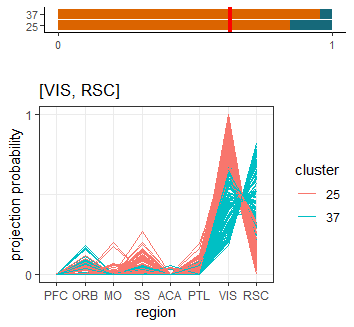 37
25
0 1
[VIS, RSC]
projection probability
1
0
PFC ORB MO SS ACA PTL VIS RSC
region
cluster
25
37